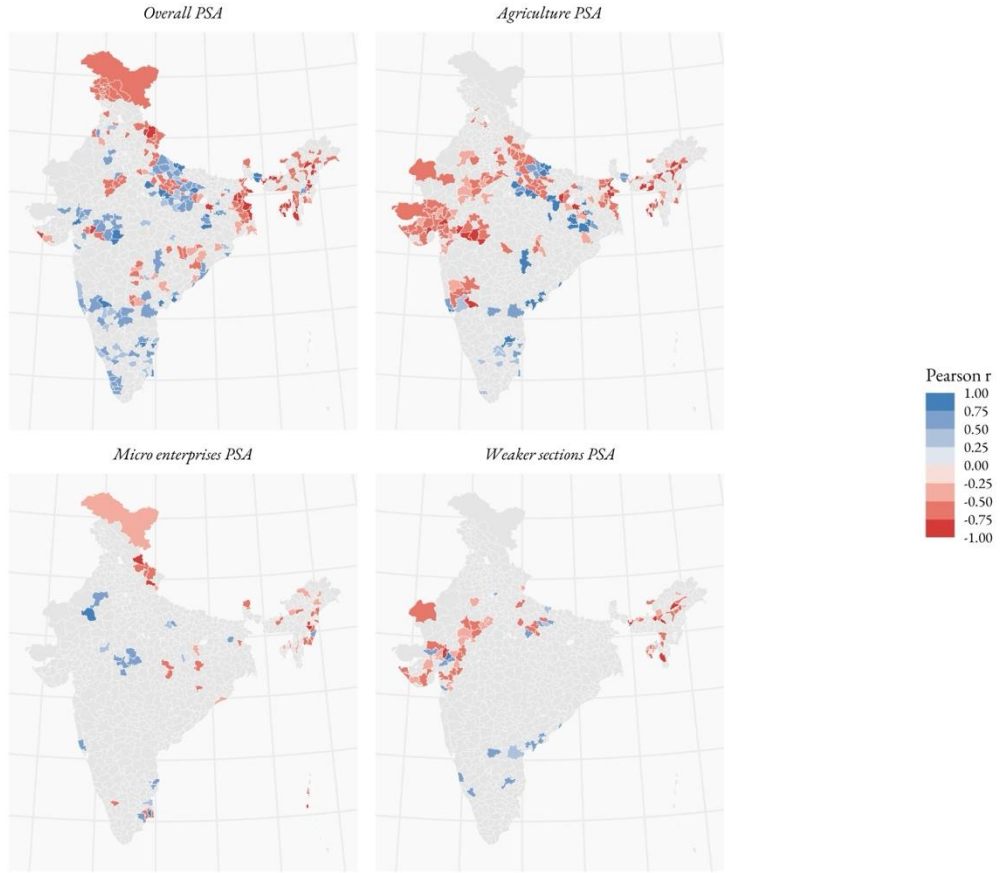 Overall PSA
Agriculture PSA
Micro enterprises PSA
Weaker sections PSA
Pearson r
1.00
0.75
0.50
0.25
0.00
-0.25
-0.50
-0.75
-1.00